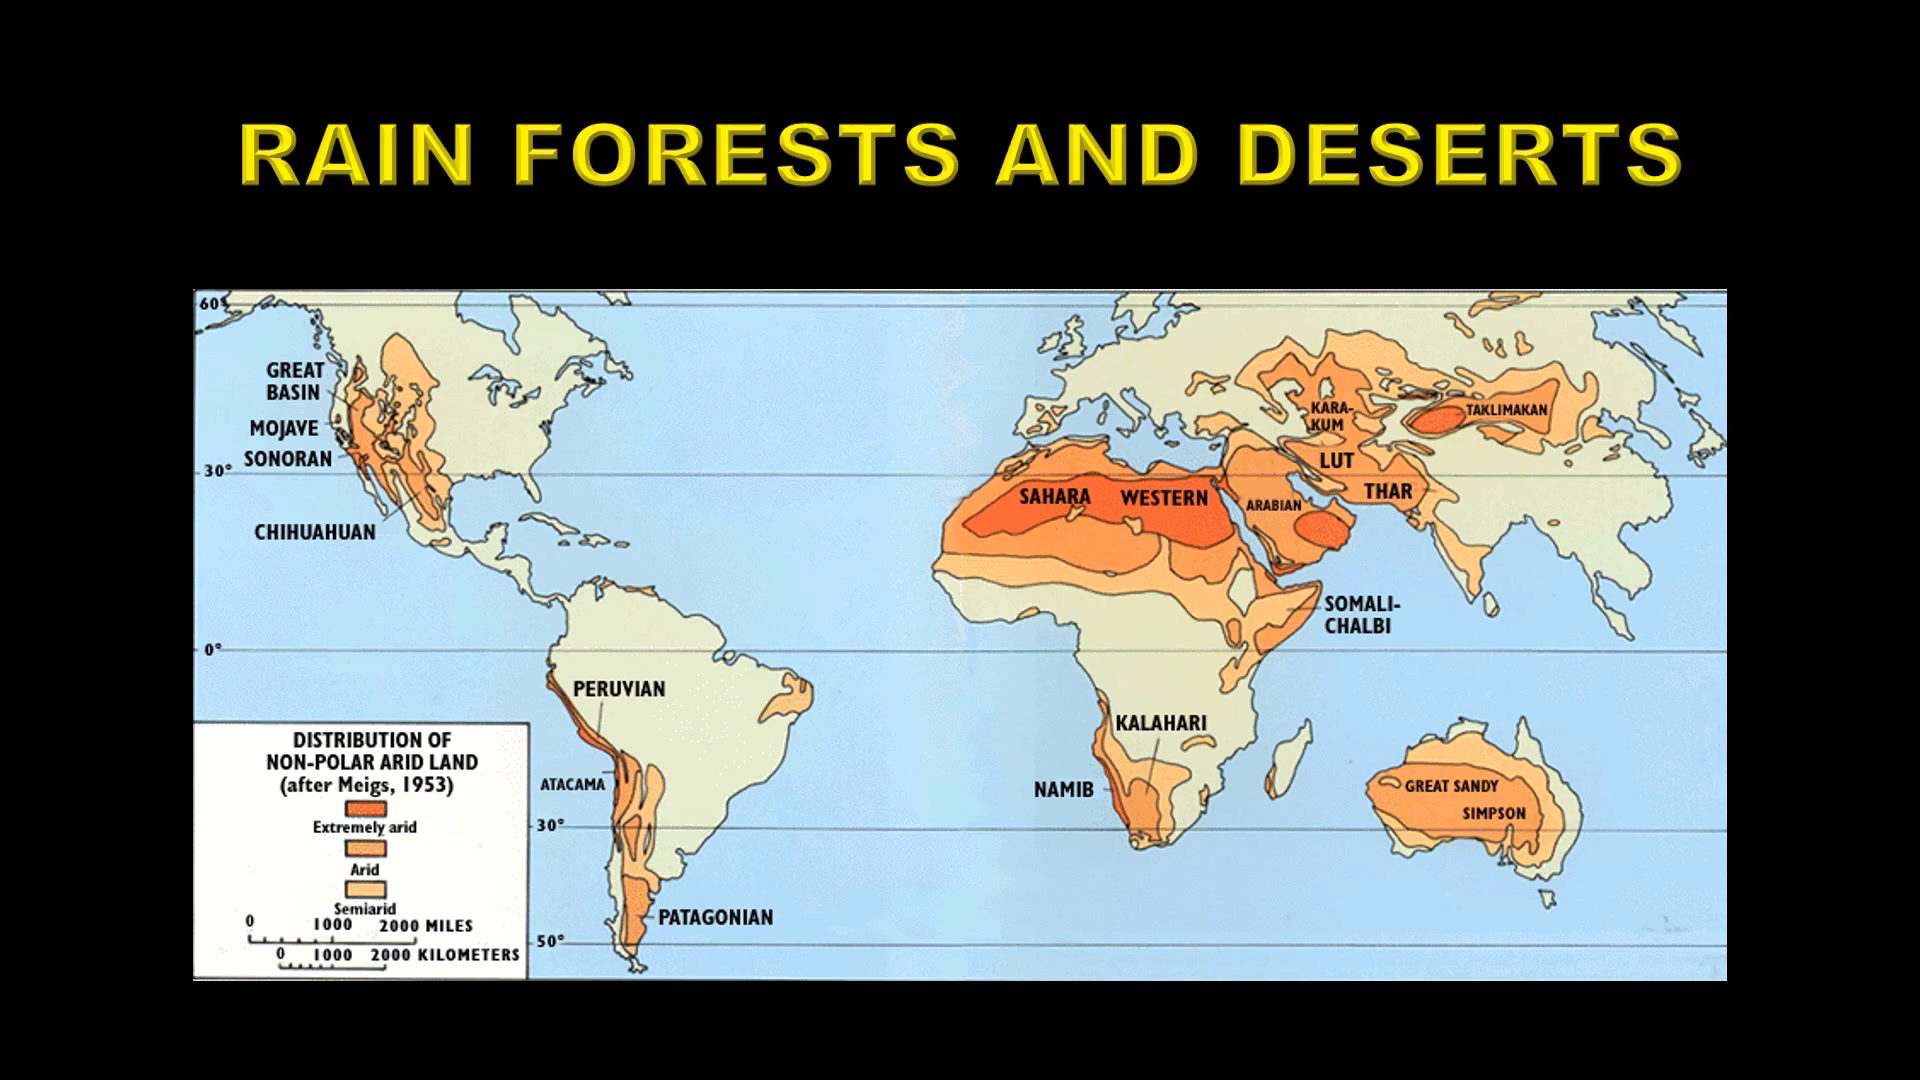 RAIN FORESTS AND DESERTS
60°
GREAT
BASIN
MOJAVE
SONORAN
30°
CHIHUAHUAN
KARA-
KUM
TAKLIMAKAN
LUT
THAR
SAHARA
WESTERN
ARABIAN
SOMALI-
CHALBI
0°
PERUVIAN
KALAHARI
ATACAMA
NAMIB
GREAT SANDY
SIMPSON
30°
PATAGONIAN
50°
DISTRIBUTION OF
NON-POLAR ARID LAND
(after Meigs, 1953)
Extremely arid
Arid
Semiarid
0 1000 2000 MILES
0 1000 2000 KILOMETERS